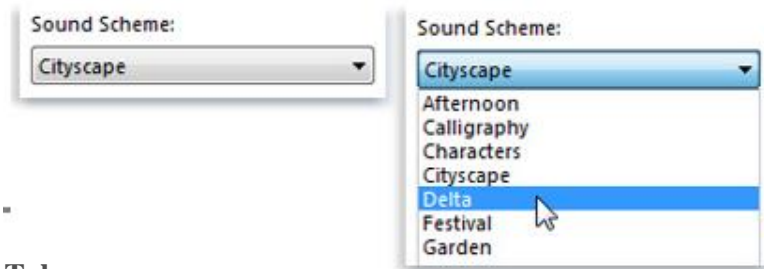 Sound Scheme:
Cityscape
Sound Scheme:
Cityscape
Afternoon
Calligraphy
Characters
Cityscape
Delta
Festival
Garden